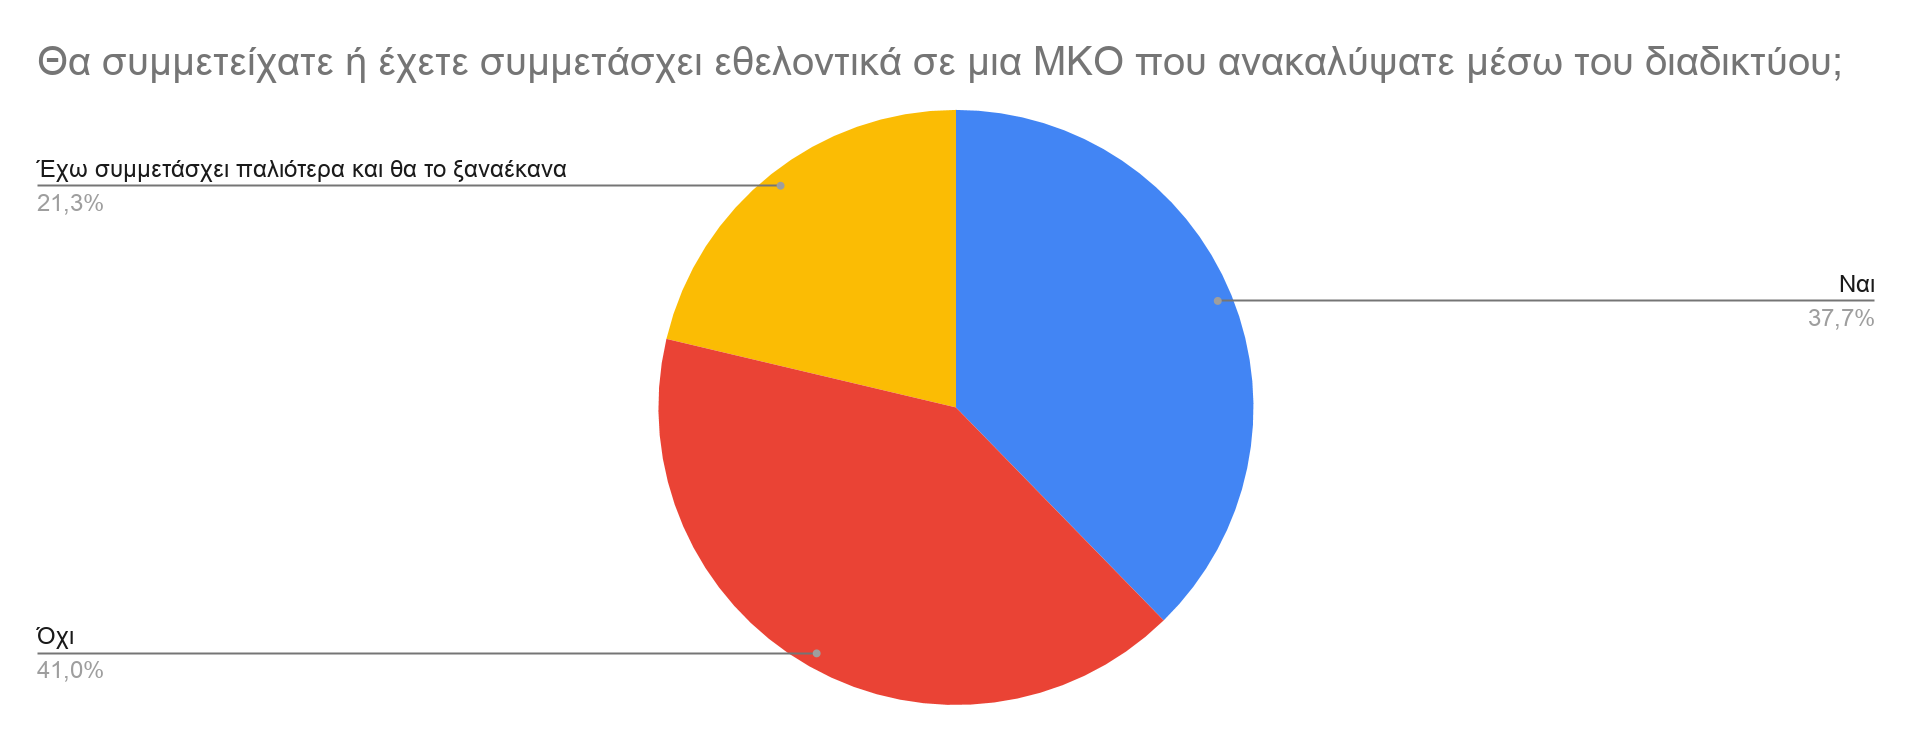 Θα συμμετείχατε ή έχετε συμμετάσχει εθελοντικά σε μια ΜΚΟ που ανακαλύψατε μέσω του διαδικτύου;
Έχω συμμετάσχει παλιότερα και θα το ξαναέκανα
21,3%
Ναι
37,7%
Όχι
41,0%